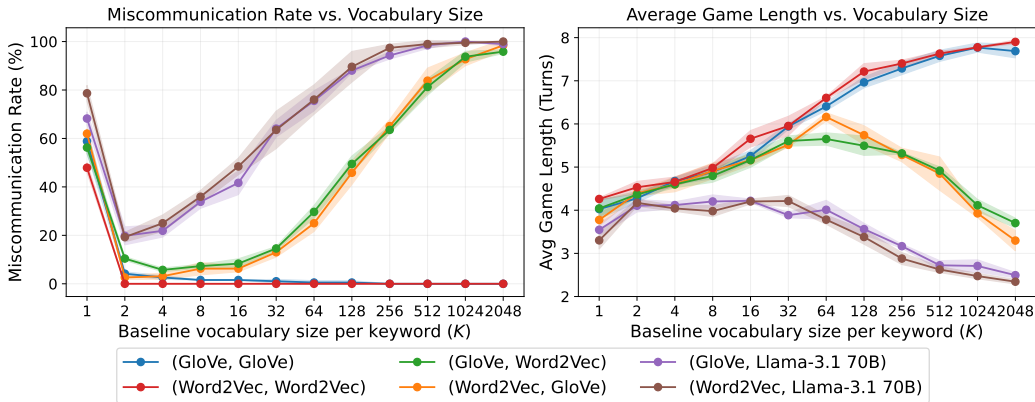 Miscommunication Rate vs. Vocabulary Size
Miscommunication Rate (%)
100
80
60
40
20
0
1 2 4 8 16 32 64 128 256 512 1024 2048
Baseline vocabulary size per keyword (K)
Average Game Length vs. Vocabulary Size
Avg Game Length (Turns)
8
7
6
5
4
3
2
1 2 4 8 16 32 64 128 256 512 1024 2048
Baseline vocabulary size per keyword (K)
(GloVe, GloVe) (GloVe, Word2Vec) (GloVe, Llama-3.1 70B)
(Word2Vec, Word2Vec) (Word2Vec, GloVe) (Word2Vec, Llama-3.1 70B)